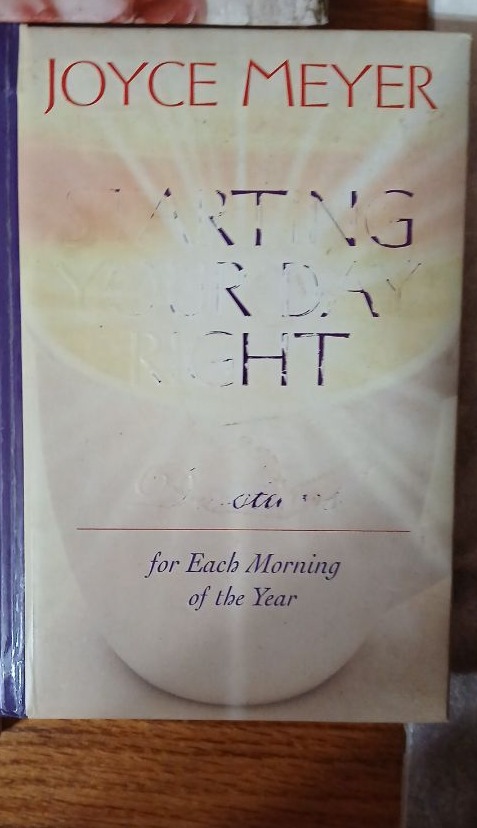 JOYCE MEYER
STARTING
YOUR DAY
RIGHT
for Each Morning
of the Year